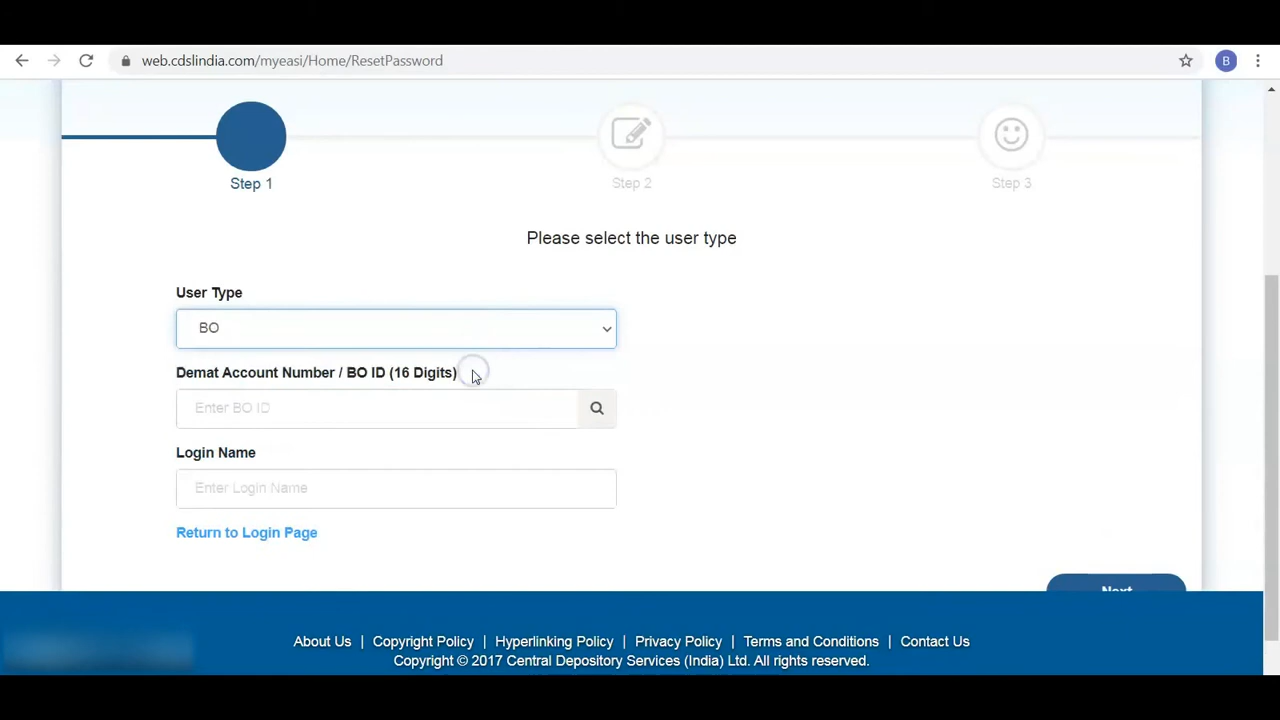 web.cdslindia.com/myeasi/Home/ResetPassword
B
Step 1
Step 2
Step 3
Please select the user type
User Type
BO
Demat Account Number / BO ID (16 Digits)
Enter BO ID
Login Name
Enter Login Name
Return to Login Page
Next
About Us | Copyright Policy | Hyperlinking Policy | Privacy Policy | Terms and Conditions | Contact Us
Copyright © 2017 Central Depository Services (India) Ltd. All rights reserved.